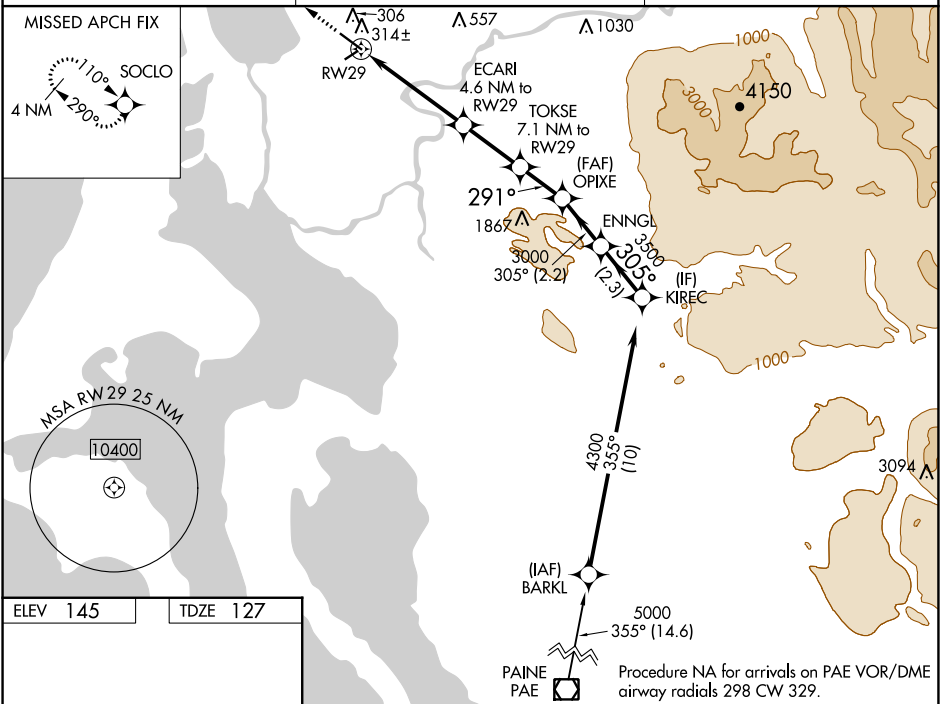 MISSED APCH FIX
SOCLO
110°
4 NM
290°
306
314±
557
1030
RW29
1000
3000
4150
ECARI
4.6 NM to
RW29
TOKSE
7.1 NM to
RW29
(FAF)
OPIXE
291°
1867
ENNGL
3000
305° (2.2)
3500
305°
(2.3)
(IF)
KIREC
1000
MSA RW29 25 NM
10400
4300
355°
(10)
3094
(IAF)
BARKL
ELEV 145
TDZE 127
5000
355° (14.6)
PAINE
PAE
Procedure NA for arrivals on PAE VOR/DME
airway radials 298 CW 329.